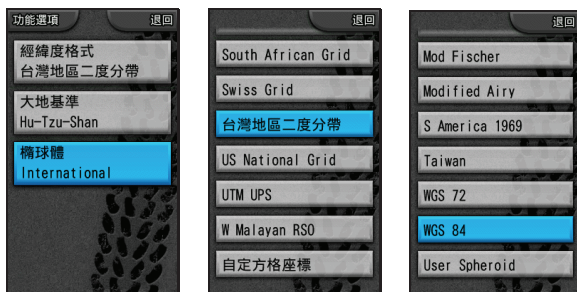 功能選項
退回
經緯度格式
台灣地區二度分帶
大地基準
Hu-Tzu-Shan
橢球體
International
退回
South African Grid
Swiss Grid
台灣地區二度分帶
US National Grid
UTM UPS
W Malayan RSO
自定方格座標
退回
Mod Fischer
Modified Airy
S America 1969
Taiwan
WGS 72
WGS 84
User Spheroid